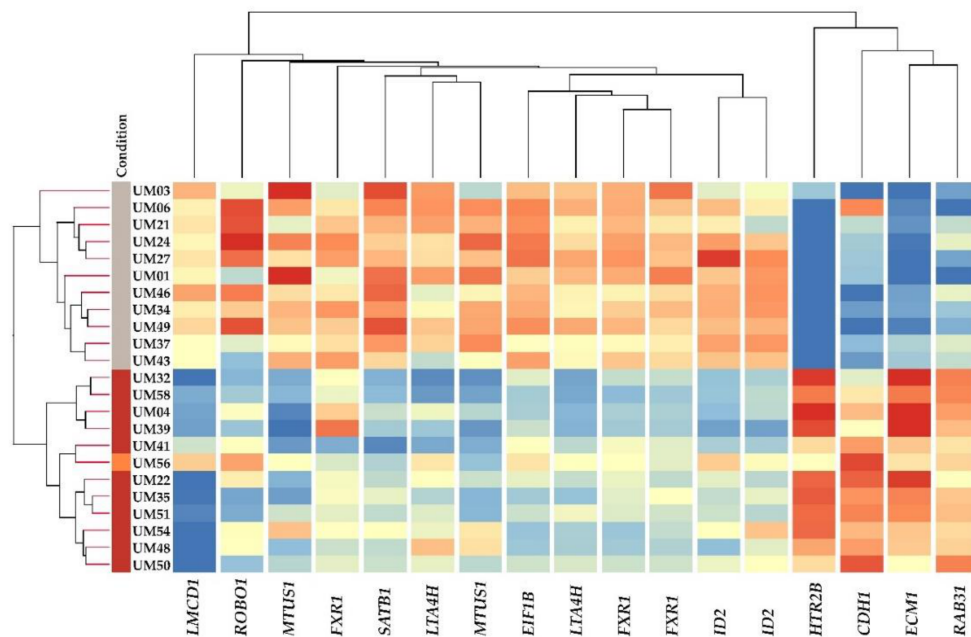 Condition
UM03
UM06
UM21
UM24
UM27
UM01
UM46
UM34
UM49
UM37
UM43
UM32
UM58
UM04
UM39
UM41
UM56
UM22
UM35
UM51
UM54
UM48
UM50
LMCD1
ROBO1
MTUS1
FXR1
SATB1
LTA4H
MTUS1
EIF1B
LTA4H
FXR1
FXR1
ID2
ID2
HTR2B
CDH1
ECM1
RAB31